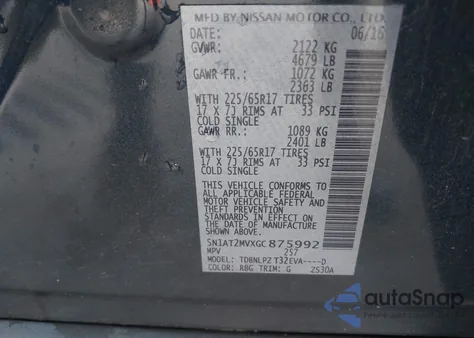 MFD BY NISSAN MOTOR CO., LTD.
DATE: 06/16
GVWR: 2122 KG
4679 LB
GAWR FR.: 1072 KG
2363 LB
WITH 225/65R17 TIRES
17 X 7J RIMS AT 33 PSI
COLD SINGLE
GAWR RR.: 1089 KG
2401 LB
WITH 225/65R17 TIRES
17 X 7J RIMS AT 33 PSI
COLD SINGLE
THIS VEHICLE CONFORMS
TO ALL APPLICABLE FEDERAL
MOTOR VEHICLE SAFETY AND
THEFT PREVENTION STANDARDS
IN EFFECT ON THE
DATE OF MANUFACTURE
SHOWN ABOVE.
5N1AT2MVXGC875992
MPV 257
MODEL: TDBNLPZ T32EVA----D
COLOR: RBG TRIM: G ZS30A
autoSnap